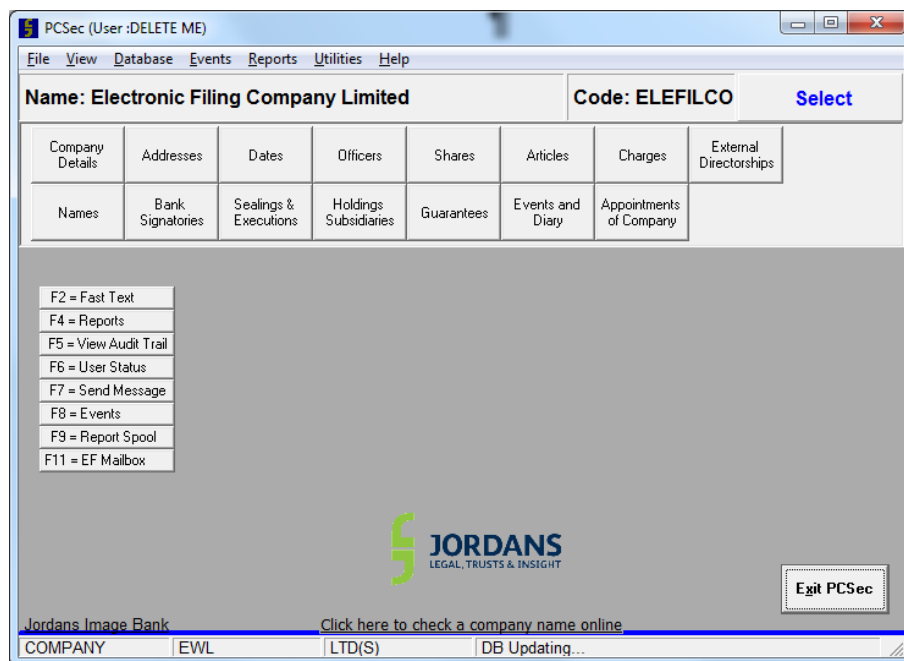 PCSec (User :DELETE ME)
File View Database Events Reports Utilities Help
Name: Electronic Filing Company Limited Code: ELEFILCO Select
Company Details
Addresses
Dates
Officers
Shares
Articles
Charges
External Directorships
Names
Bank Signatories
Sealings & Executions
Holdings Subsidiaries
Guarantees
Events and Diary
Appointments of Company
F2 = Fast Text
F4 = Reports
F5 = View Audit Trail
F6 = User Status
F7 = Send Message
F8 = Events
F9 = Report Spool
F11 = EF Mailbox
JORDANS
LEGAL, TRUSTS & INSIGHT
Exit PCSec
Jordans Image Bank Click here to check a company name online
COMPANY EWL LTD(S) DB Updating...